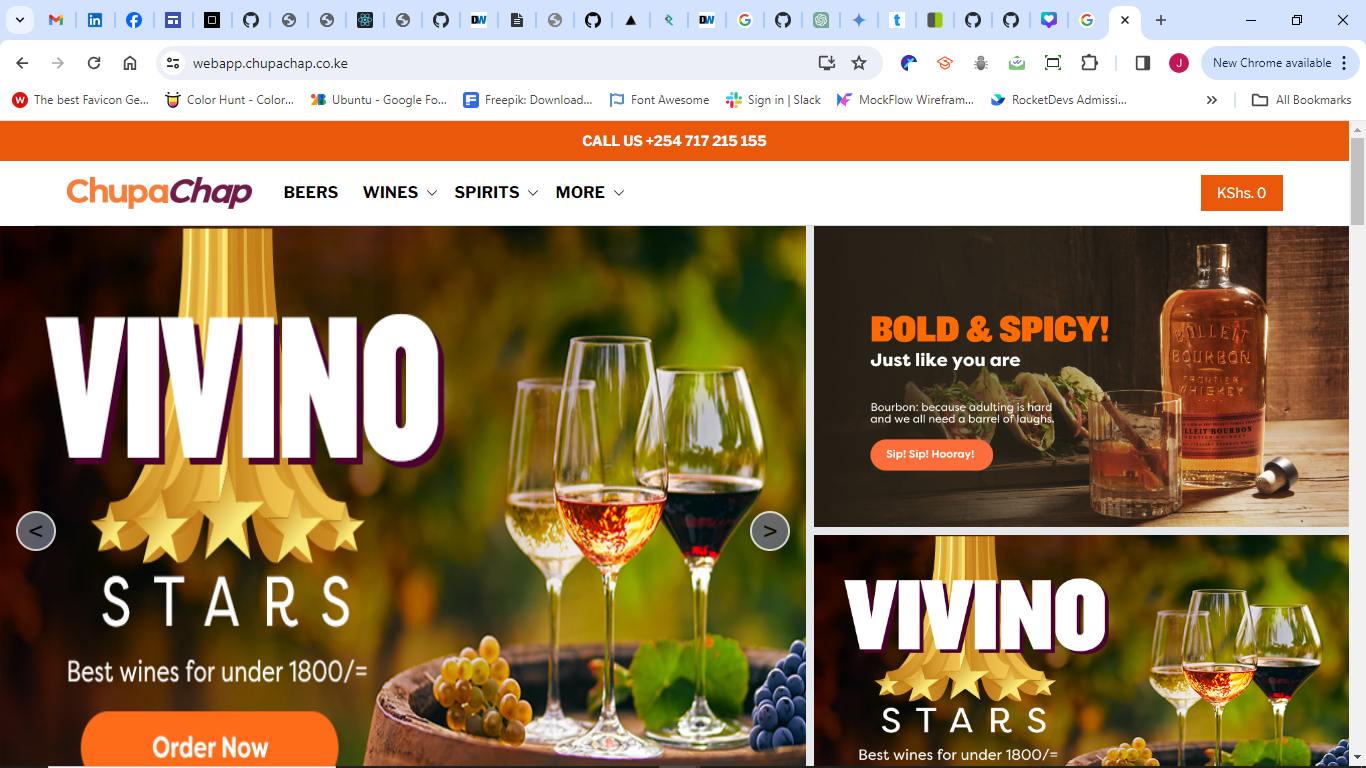 webapp.chupachap.co.ke
New Chrome available
The best Favicon Ge...
Color Hunt - Color...
Ubuntu - Google Fo...
Freepik: Download...
Font Awesome
Sign in | Slack
MockFlow Wirefram...
RocketDevs Admissi...
All Bookmarks
CALL US +254 717 215 155
ChupaChap
BEERS
WINES
SPIRITS
MORE
KShs. 0
VIVINO
STARS
Best wines for under 1800/=
Order Now
<
>
BOLD & SPICY!
Just like you are
Bourbon: because adulting is hard
and we all need a barrel of laughs.
Sip! Sip! Hooray!
BULLEIT
BOURBON
FRONTIER
WHISKEY
VIVINO
STARS
Best wines for under 1800/=